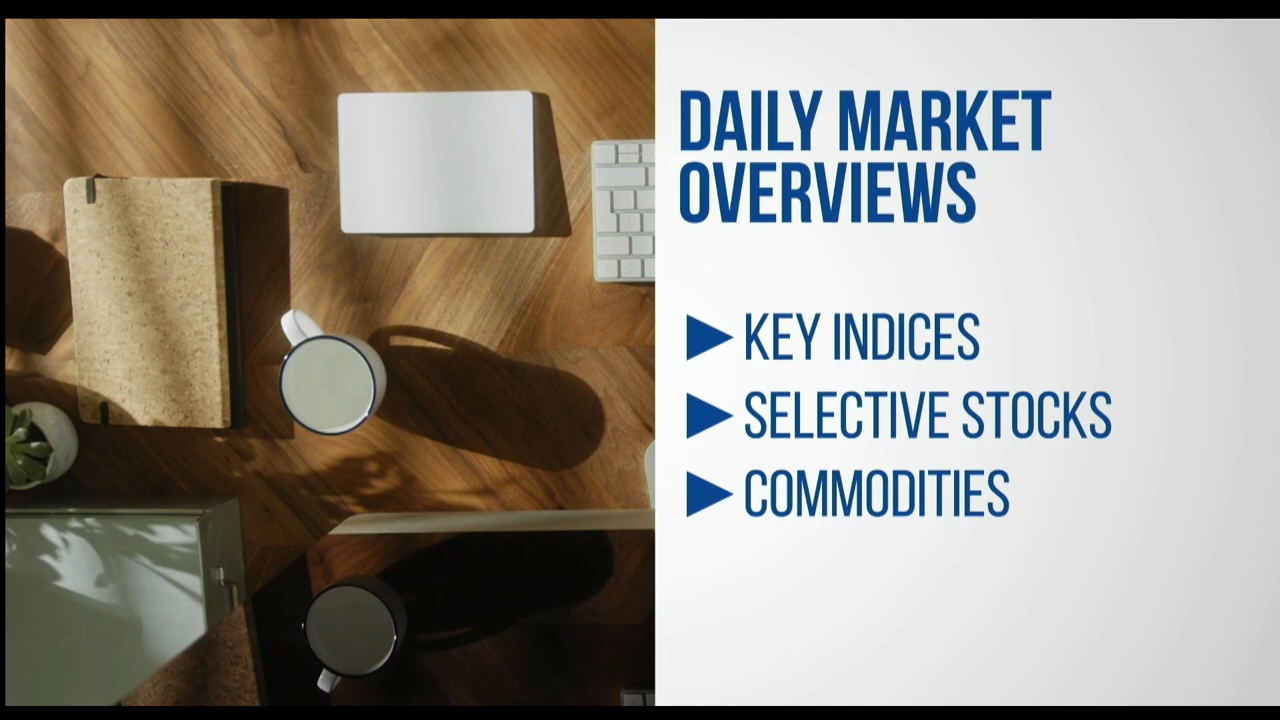 DAILY MARKET
OVERVIEWS
KEY INDICES
SELECTIVE STOCKS
COMMODITIES